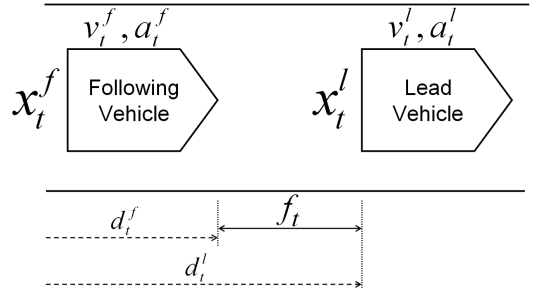 v_t^f, a_t^f
v_t^l, a_t^l
x_t^f
Following
Vehicle
x_t^l
Lead
Vehicle
f_t
d_t^f
d_t^l